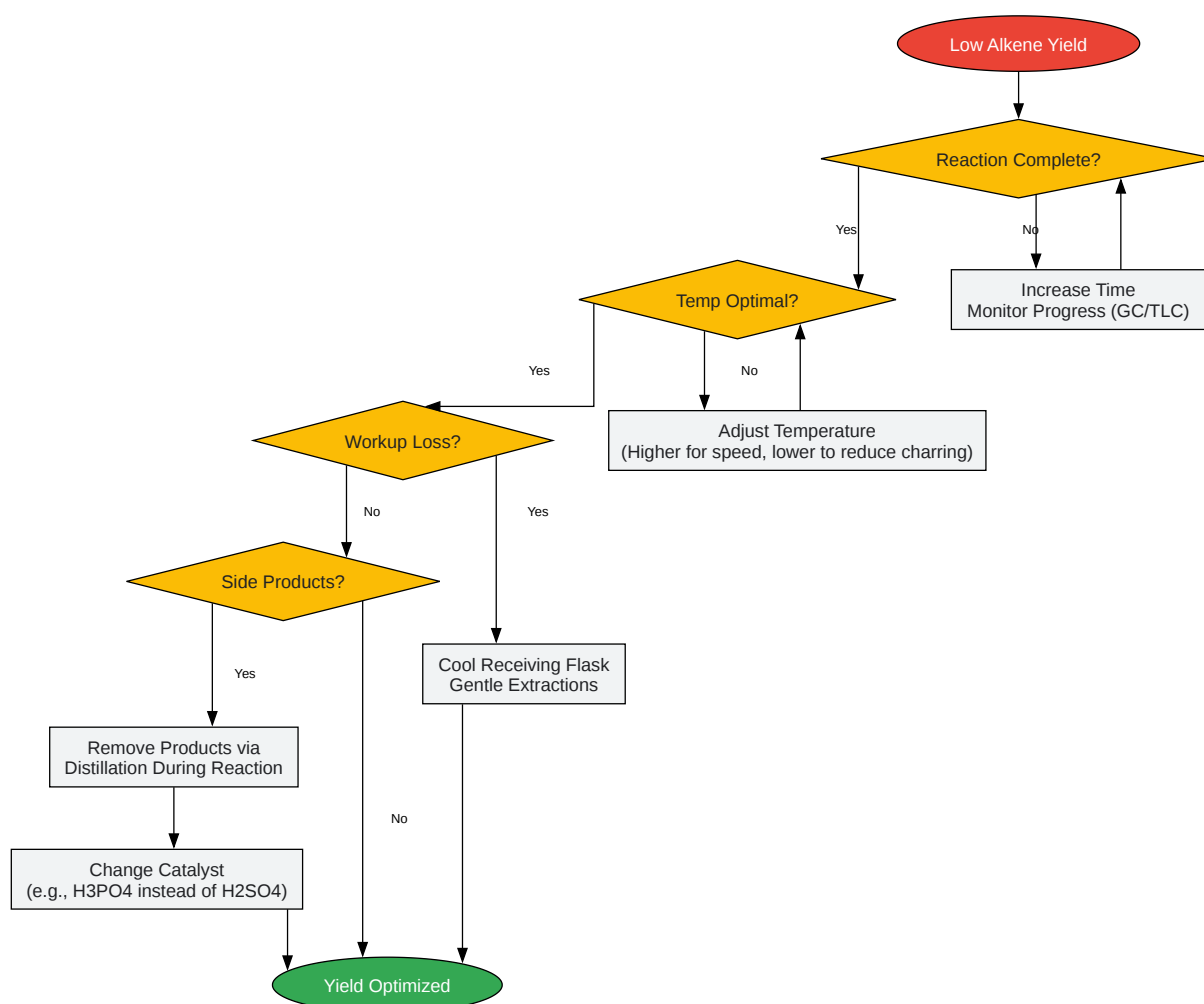 Low Alkene Yield
Reaction Complete?
Yes
No
Increase Time
Monitor Progress (GC/TLC)
Temp Optimal?
Yes
No
Adjust Temperature
(Higher for speed, lower to reduce charring)
Workup Loss?
No
Yes
Side Products?
Cool Receiving Flask
Gentle Extractions
Yes
Remove Products via
Distillation During Reaction
No
Change Catalyst
(e.g., H3PO4 instead of H2SO4)
Yield Optimized